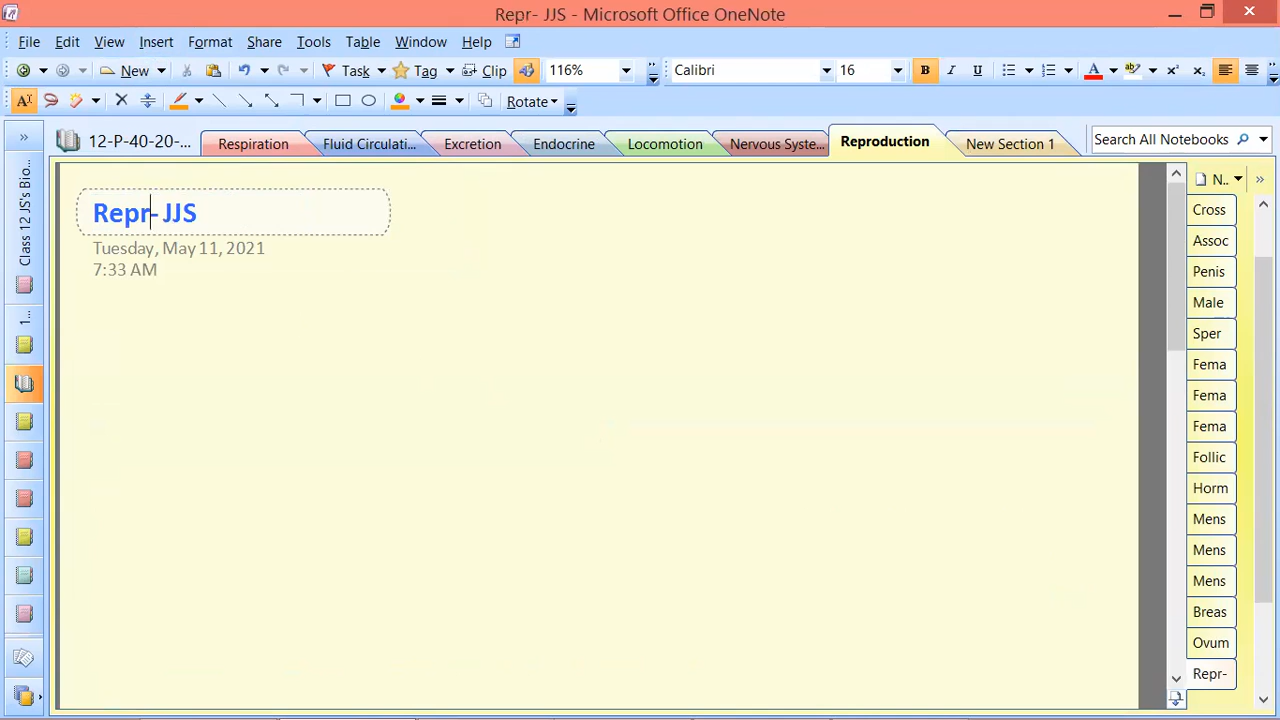 Repr- JJS - Microsoft Office OneNote
File Edit View Insert Format Share Tools Table Window Help
New Task Tag Clip 116% Calibri 16 B I U A x² x₂
Rotate
12-P-40-20-... Respiration Fluid Circulati... Excretion Endocrine Locomotion Nervous Syste... Reproduction New Section 1 Search All Notebooks
Class 12 JS's Bio...
1...
N..
Repr- JJS
Tuesday, May 11, 2021
7:33 AM
Cross
Assoc
Penis
Male
Sper
Fema
Fema
Fema
Follic
Horm
Mens
Mens
Mens
Breas
Ovum
Repr-